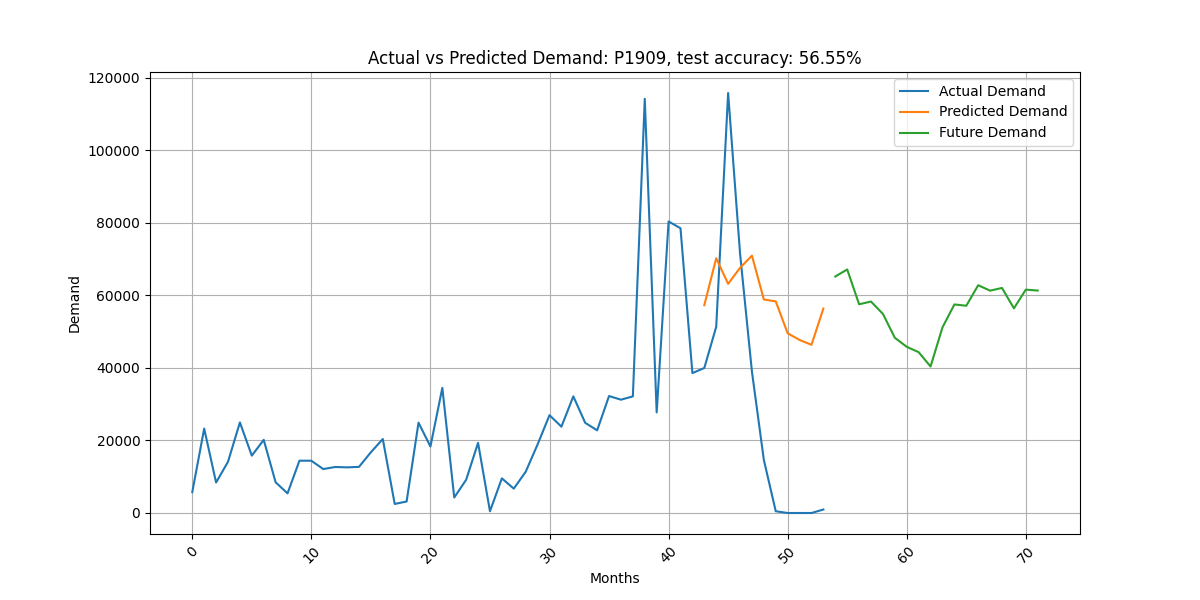 Actual vs Predicted Demand: P1909, test accuracy: 56.55%
120000
100000
80000
60000
40000
20000
0
Demand
Actual Demand
Predicted Demand
Future Demand
0 10 20 30 40 50 60 70
Months